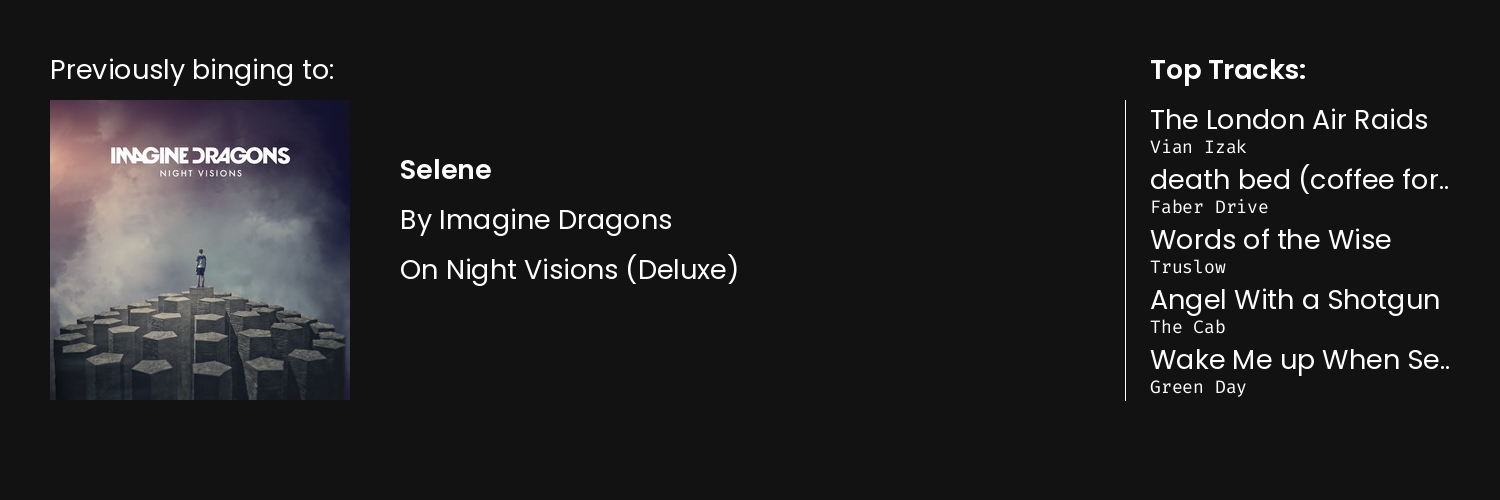 Previously binging to:
IMAGINE DRAGONS
NIGHT VISIONS
Selene
By Imagine Dragons
On Night Visions (Deluxe)
Top Tracks:
The London Air Raids
Vian Izak
death bed (coffee for..
Faber Drive
Words of the Wise
Truslow
Angel With a Shotgun
The Cab
Wake Me up When Se..
Green Day